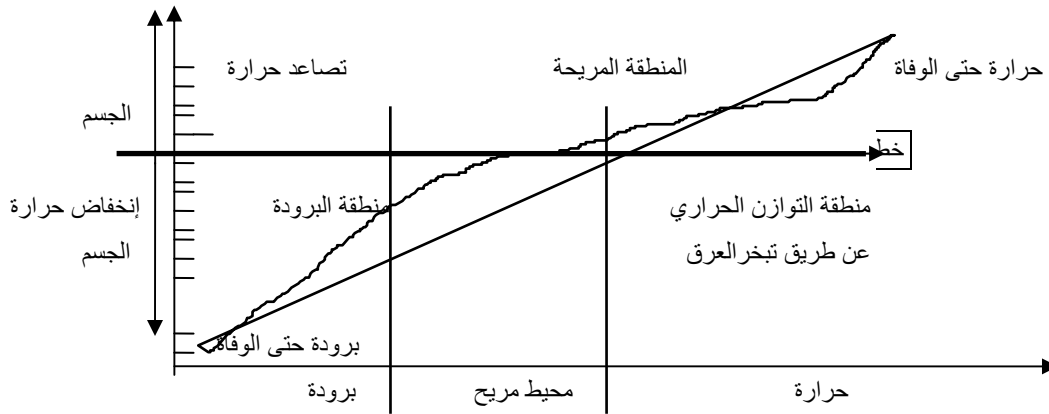 حرارة حتى الوفاة
المنطقة المريحة
تصاعد حرارة
الجسم
خط
منطقة التوازن الحراري
عن طريق تبخرالعرق
منطقة البرودة
إنخفاض حرارة
الجسم
برودة حتى الوفاة
حرارة
محيط مريح
برودة